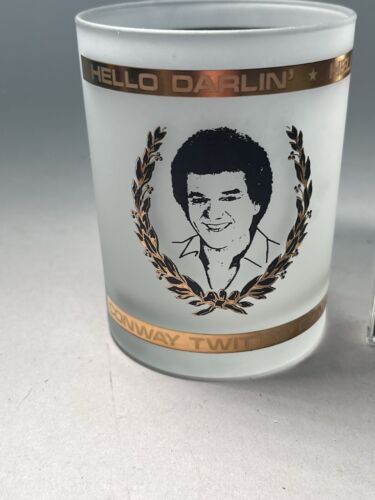 HELLO DARLIN' ★
CONWAY TWIT